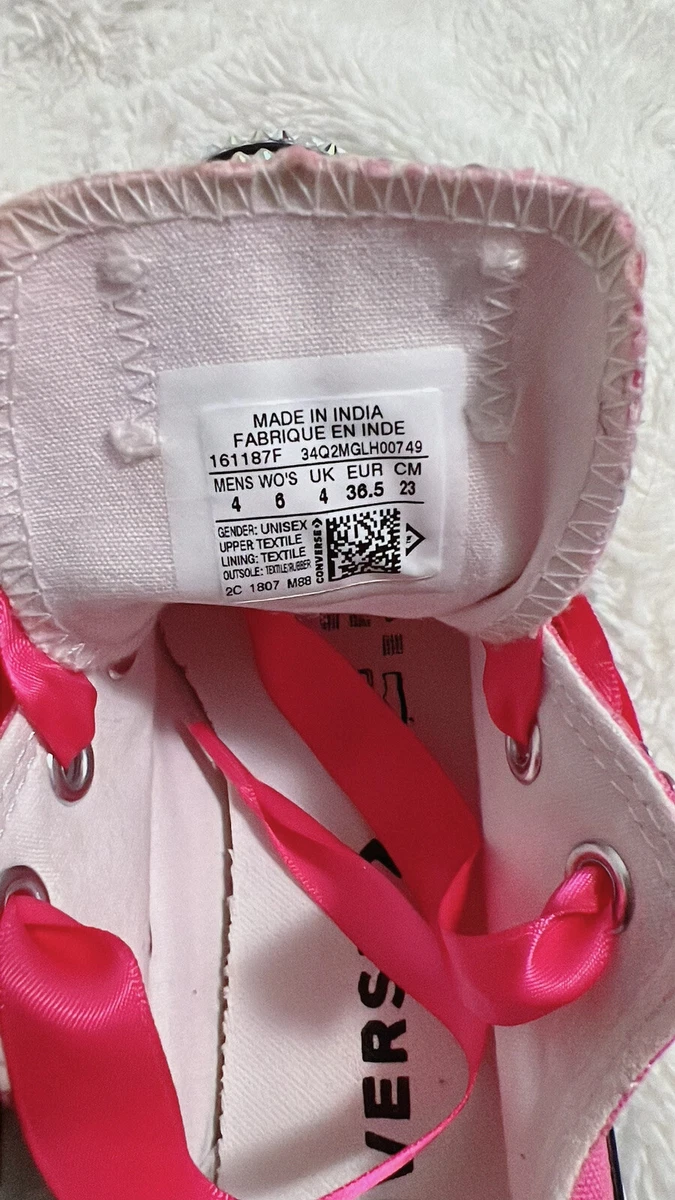 MADE IN INDIA
FABRIQUE EN INDE
161187F 34Q2MGLH00749
MENS WO'S UK EUR CM
4 6 4 36.5 23
GENDER: UNISEX
UPPER TEXTILE
LINING: TEXTILE
OUTSOLE: TEXTILE/RUBBER
2C 1807 M88
CONVERSE
VERS